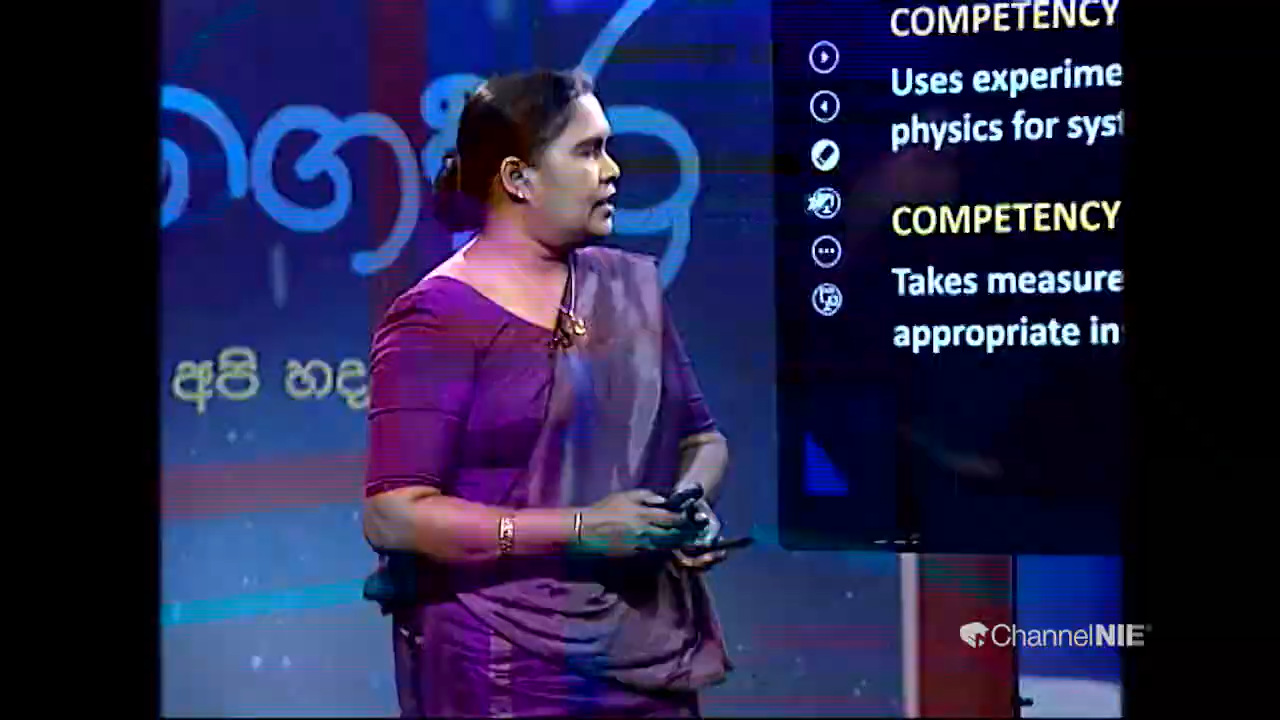 COMPETENCY
Uses experime
physics for syst
COMPETENCY
Takes measure
appropriate in
අපි හද
ChannelNIE